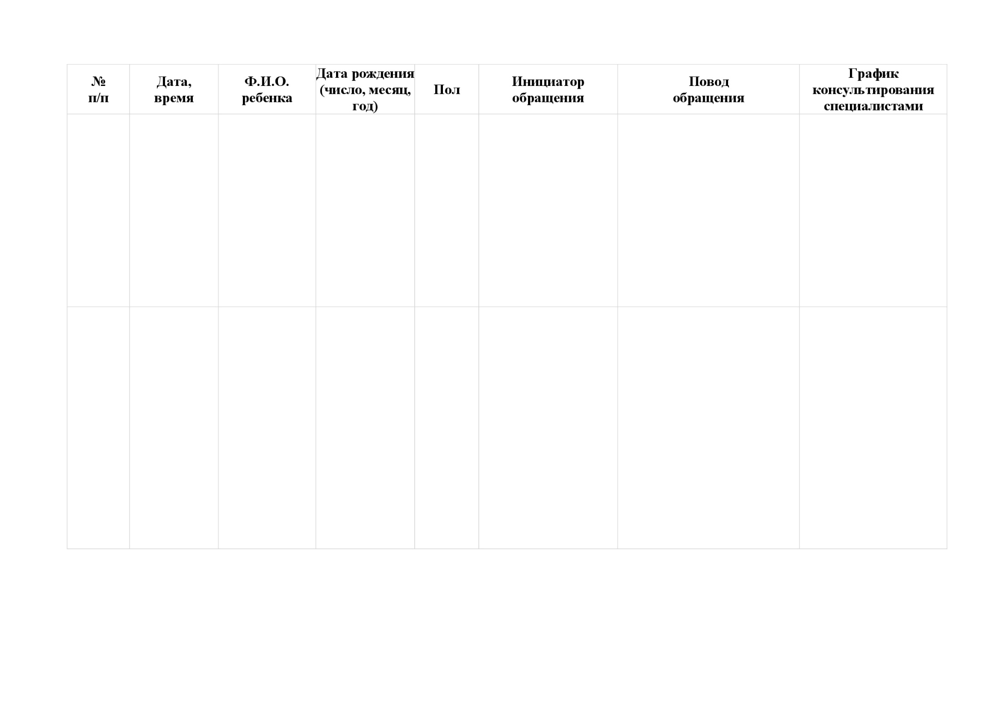 №
п/п
Дата,
время
Ф.И.О.
ребенка
Дата рождения
(число, месяц,
год)
Пол
Инициатор
обращения
Повод
обращения
График
консультирования
специалистами